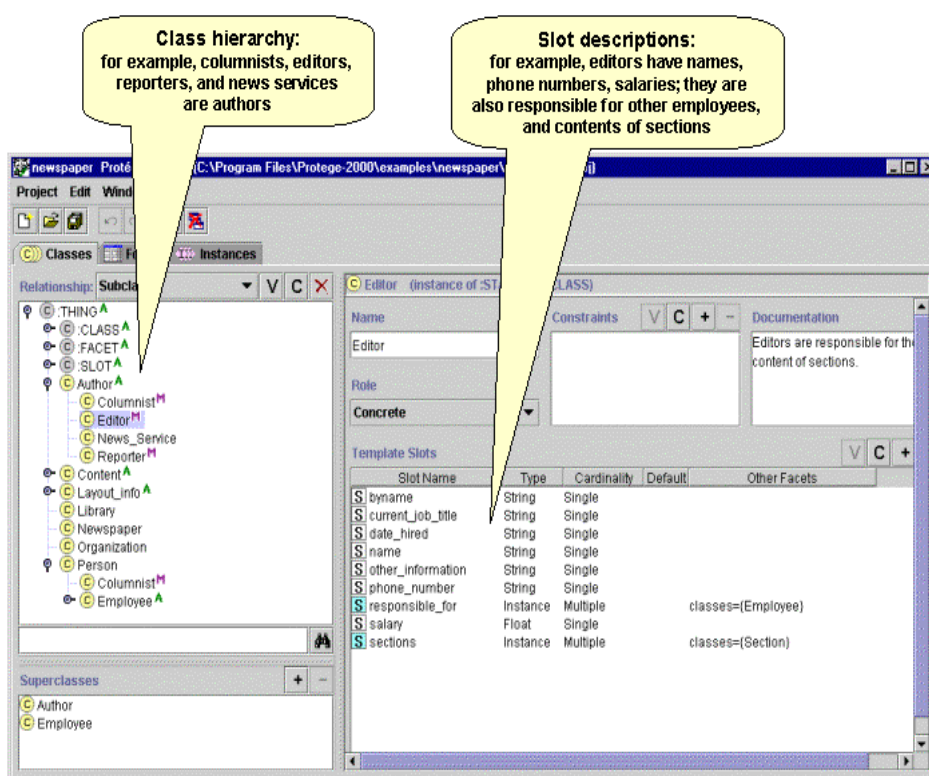 Class hierarchy:
for example, columnists, editors,
reporters, and news services
are authors
Slot descriptions:
for example, editors have names,
phone numbers, salaries; they are
also responsible for other employees,
and contents of sections
newspaper Proté (C:\Program Files\Protege-2000\examples\newspaper\
Project Edit Wind
Classes Instances
Relationship: Subcla V C
:THING A
:CLASS A
:FACET A
:SLOT A
Author A
Columnist M
Editor M
News_Service
Reporter M
Content A
Layout_info A
Library
Newspaper
Organization
Person
Columnist M
Employee A
Superclasses + -
Author
Employee
Editor (instance of :ST LASS)
Name Constraints V C + - Documentation
Editor Editors are responsible for the
content of sections.
Role
Concrete
Template Slots V C +
Slot Name Type Cardinality Default Other Facets
S byname String Single
S current_job_title String Single
S date_hired String Single
S name String Single
S other_information String Single
S phone_number String Single
S responsible_for Instance Multiple classes={Employee}
S salary Float Single
S sections Instance Multiple classes={Section}